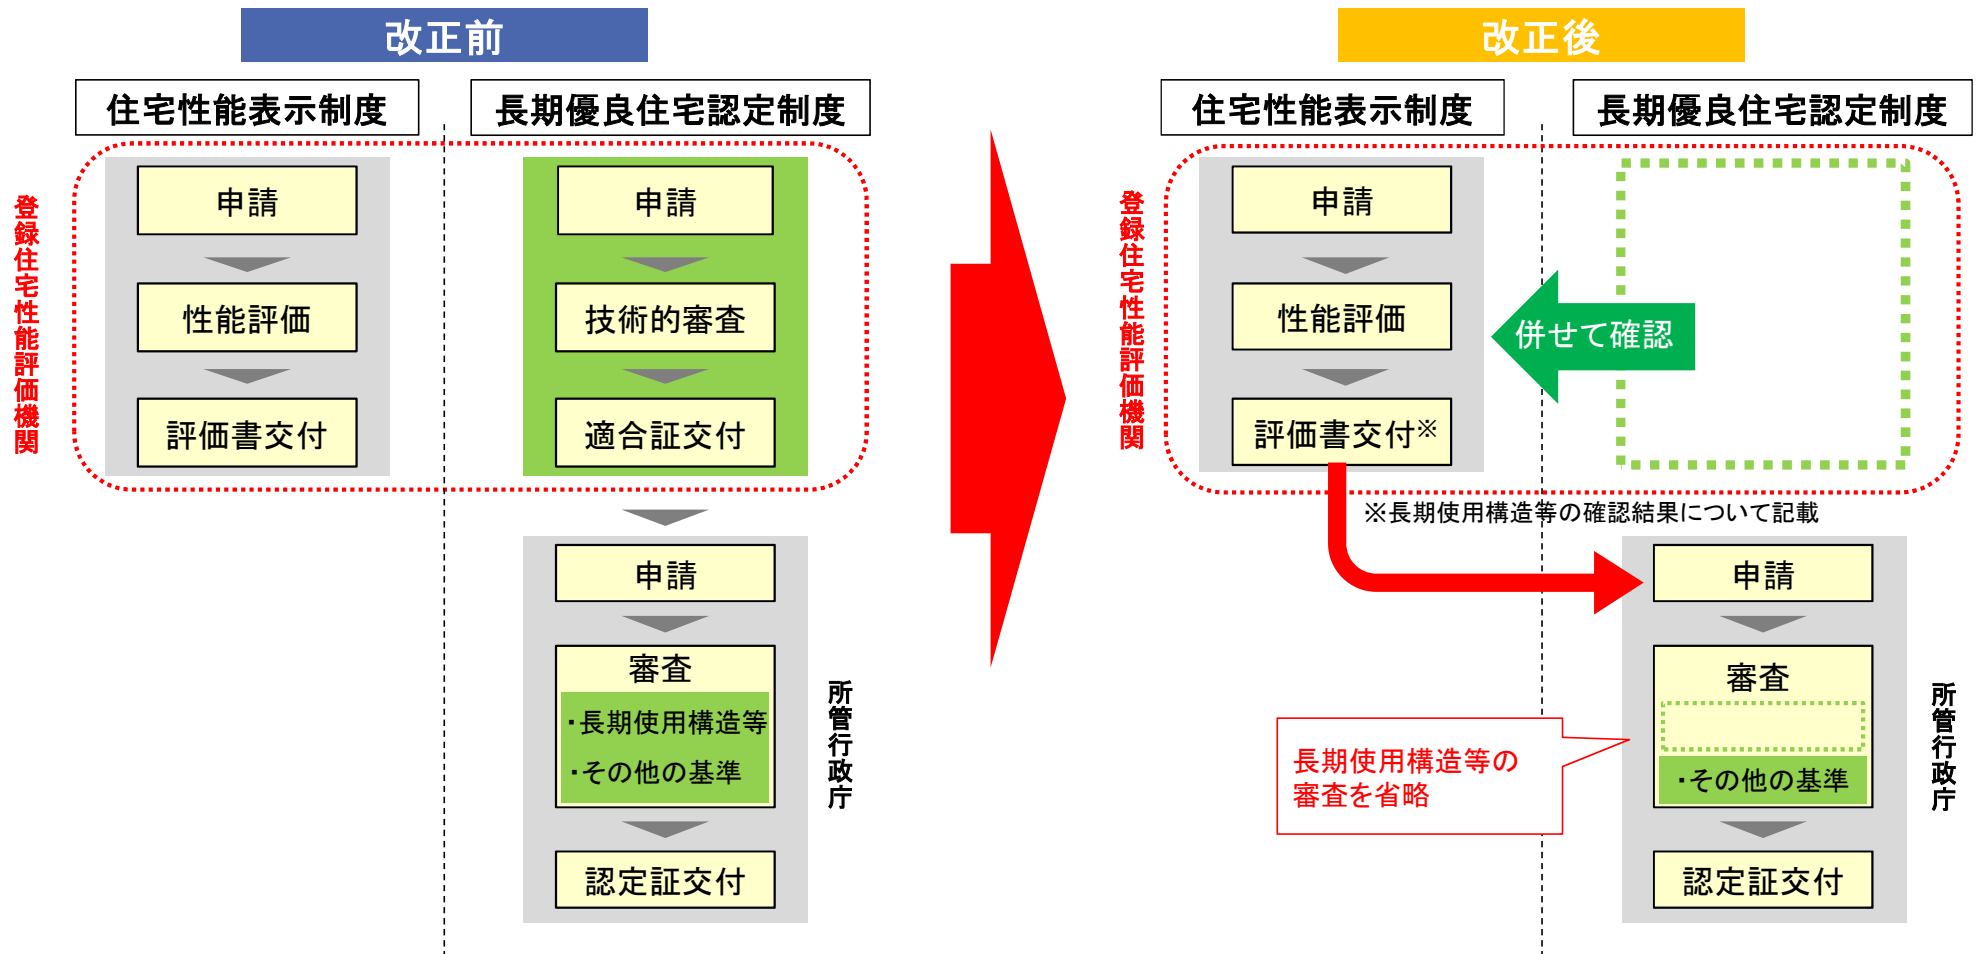 改正前
住宅性能表示制度
長期優良住宅認定制度
登録住宅性能評価機関
申請
性能評価
評価書交付
申請
技術的審査
適合証交付
申請
審査
・長期使用構造等
・その他の基準
認定証交付
所管行政庁
改正後
住宅性能表示制度
長期優良住宅認定制度
登録住宅性能評価機関
申請
性能評価
評価書交付※
併せて確認
※長期使用構造等の確認結果について記載
申請
審査
・その他の基準
認定証交付
長期使用構造等の
審査を省略
所管行政庁